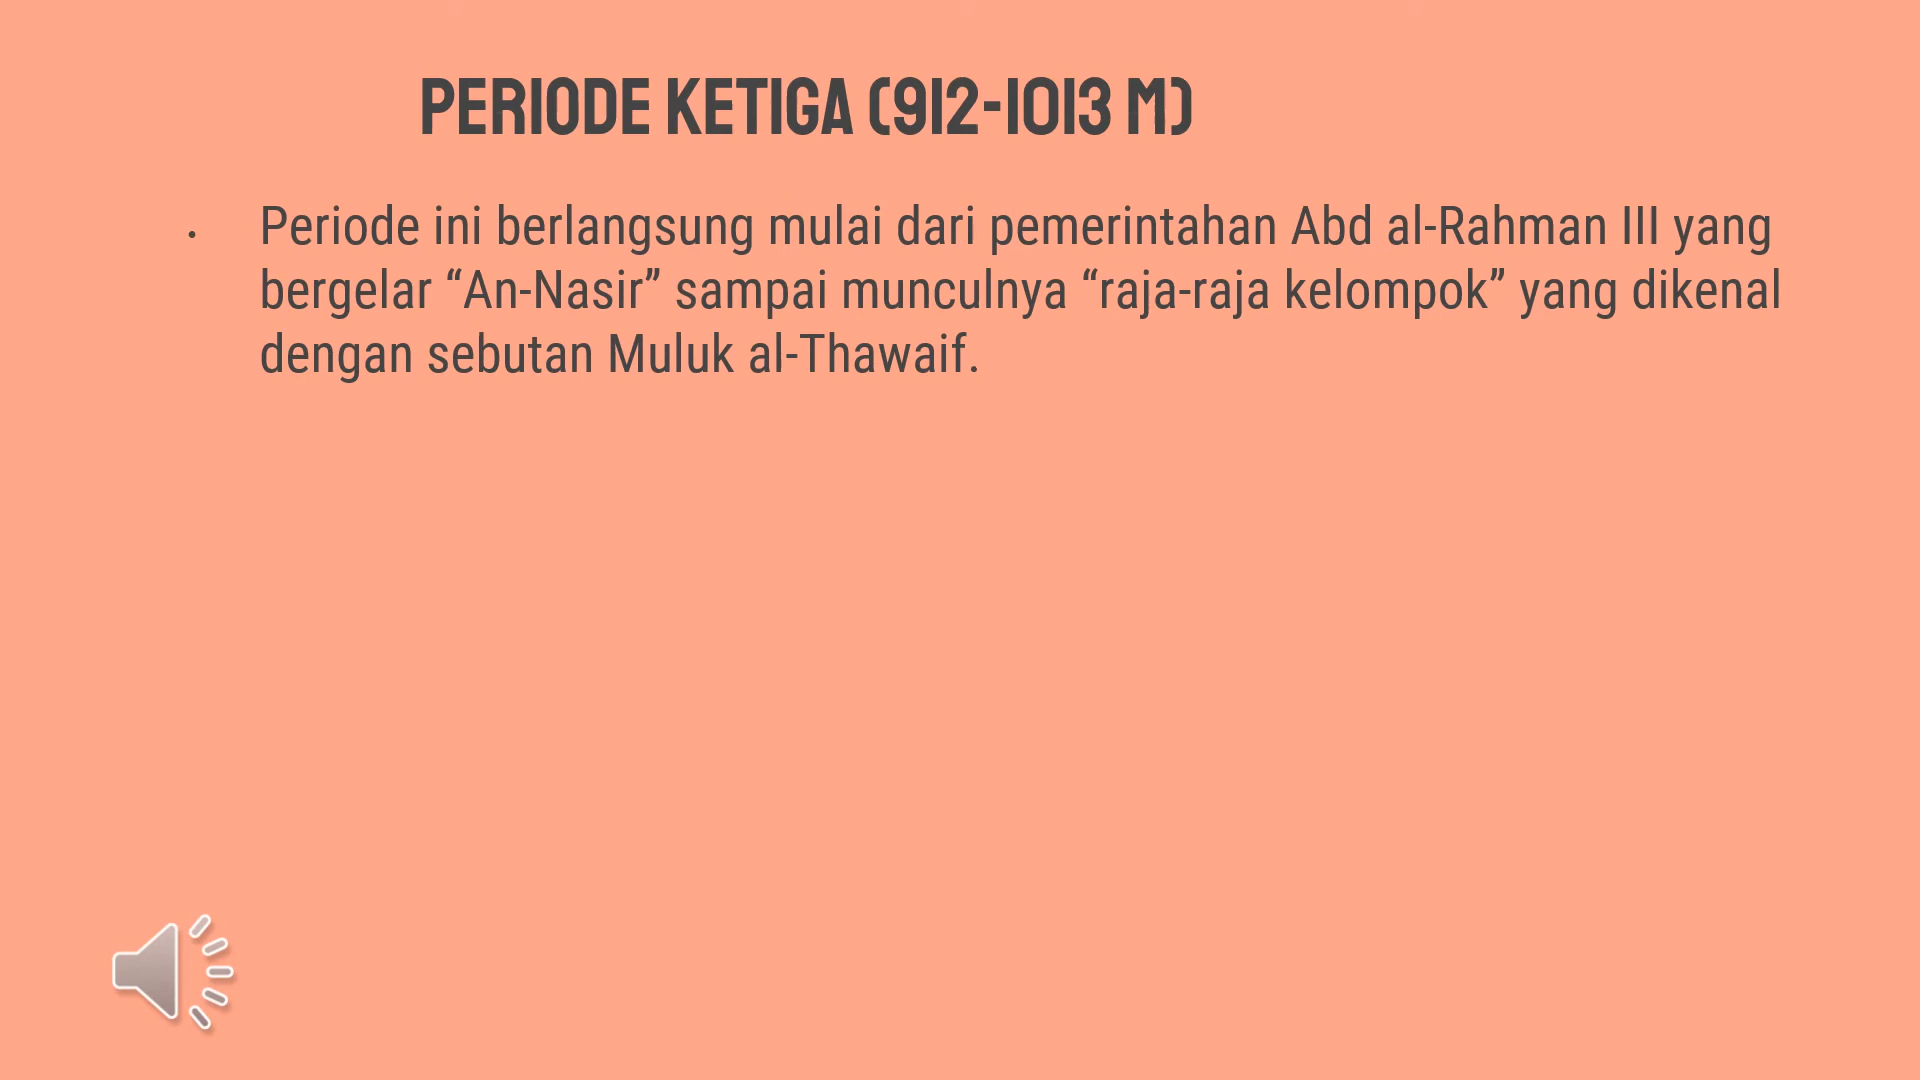 PERIODE KETIGA (912-1013 M)
• Periode ini berlangsung mulai dari pemerintahan Abd al-Rahman III yang
bergelar “An-Nasir” sampai munculnya “raja-raja kelompok” yang dikenal
dengan sebutan Muluk al-Thawaif.